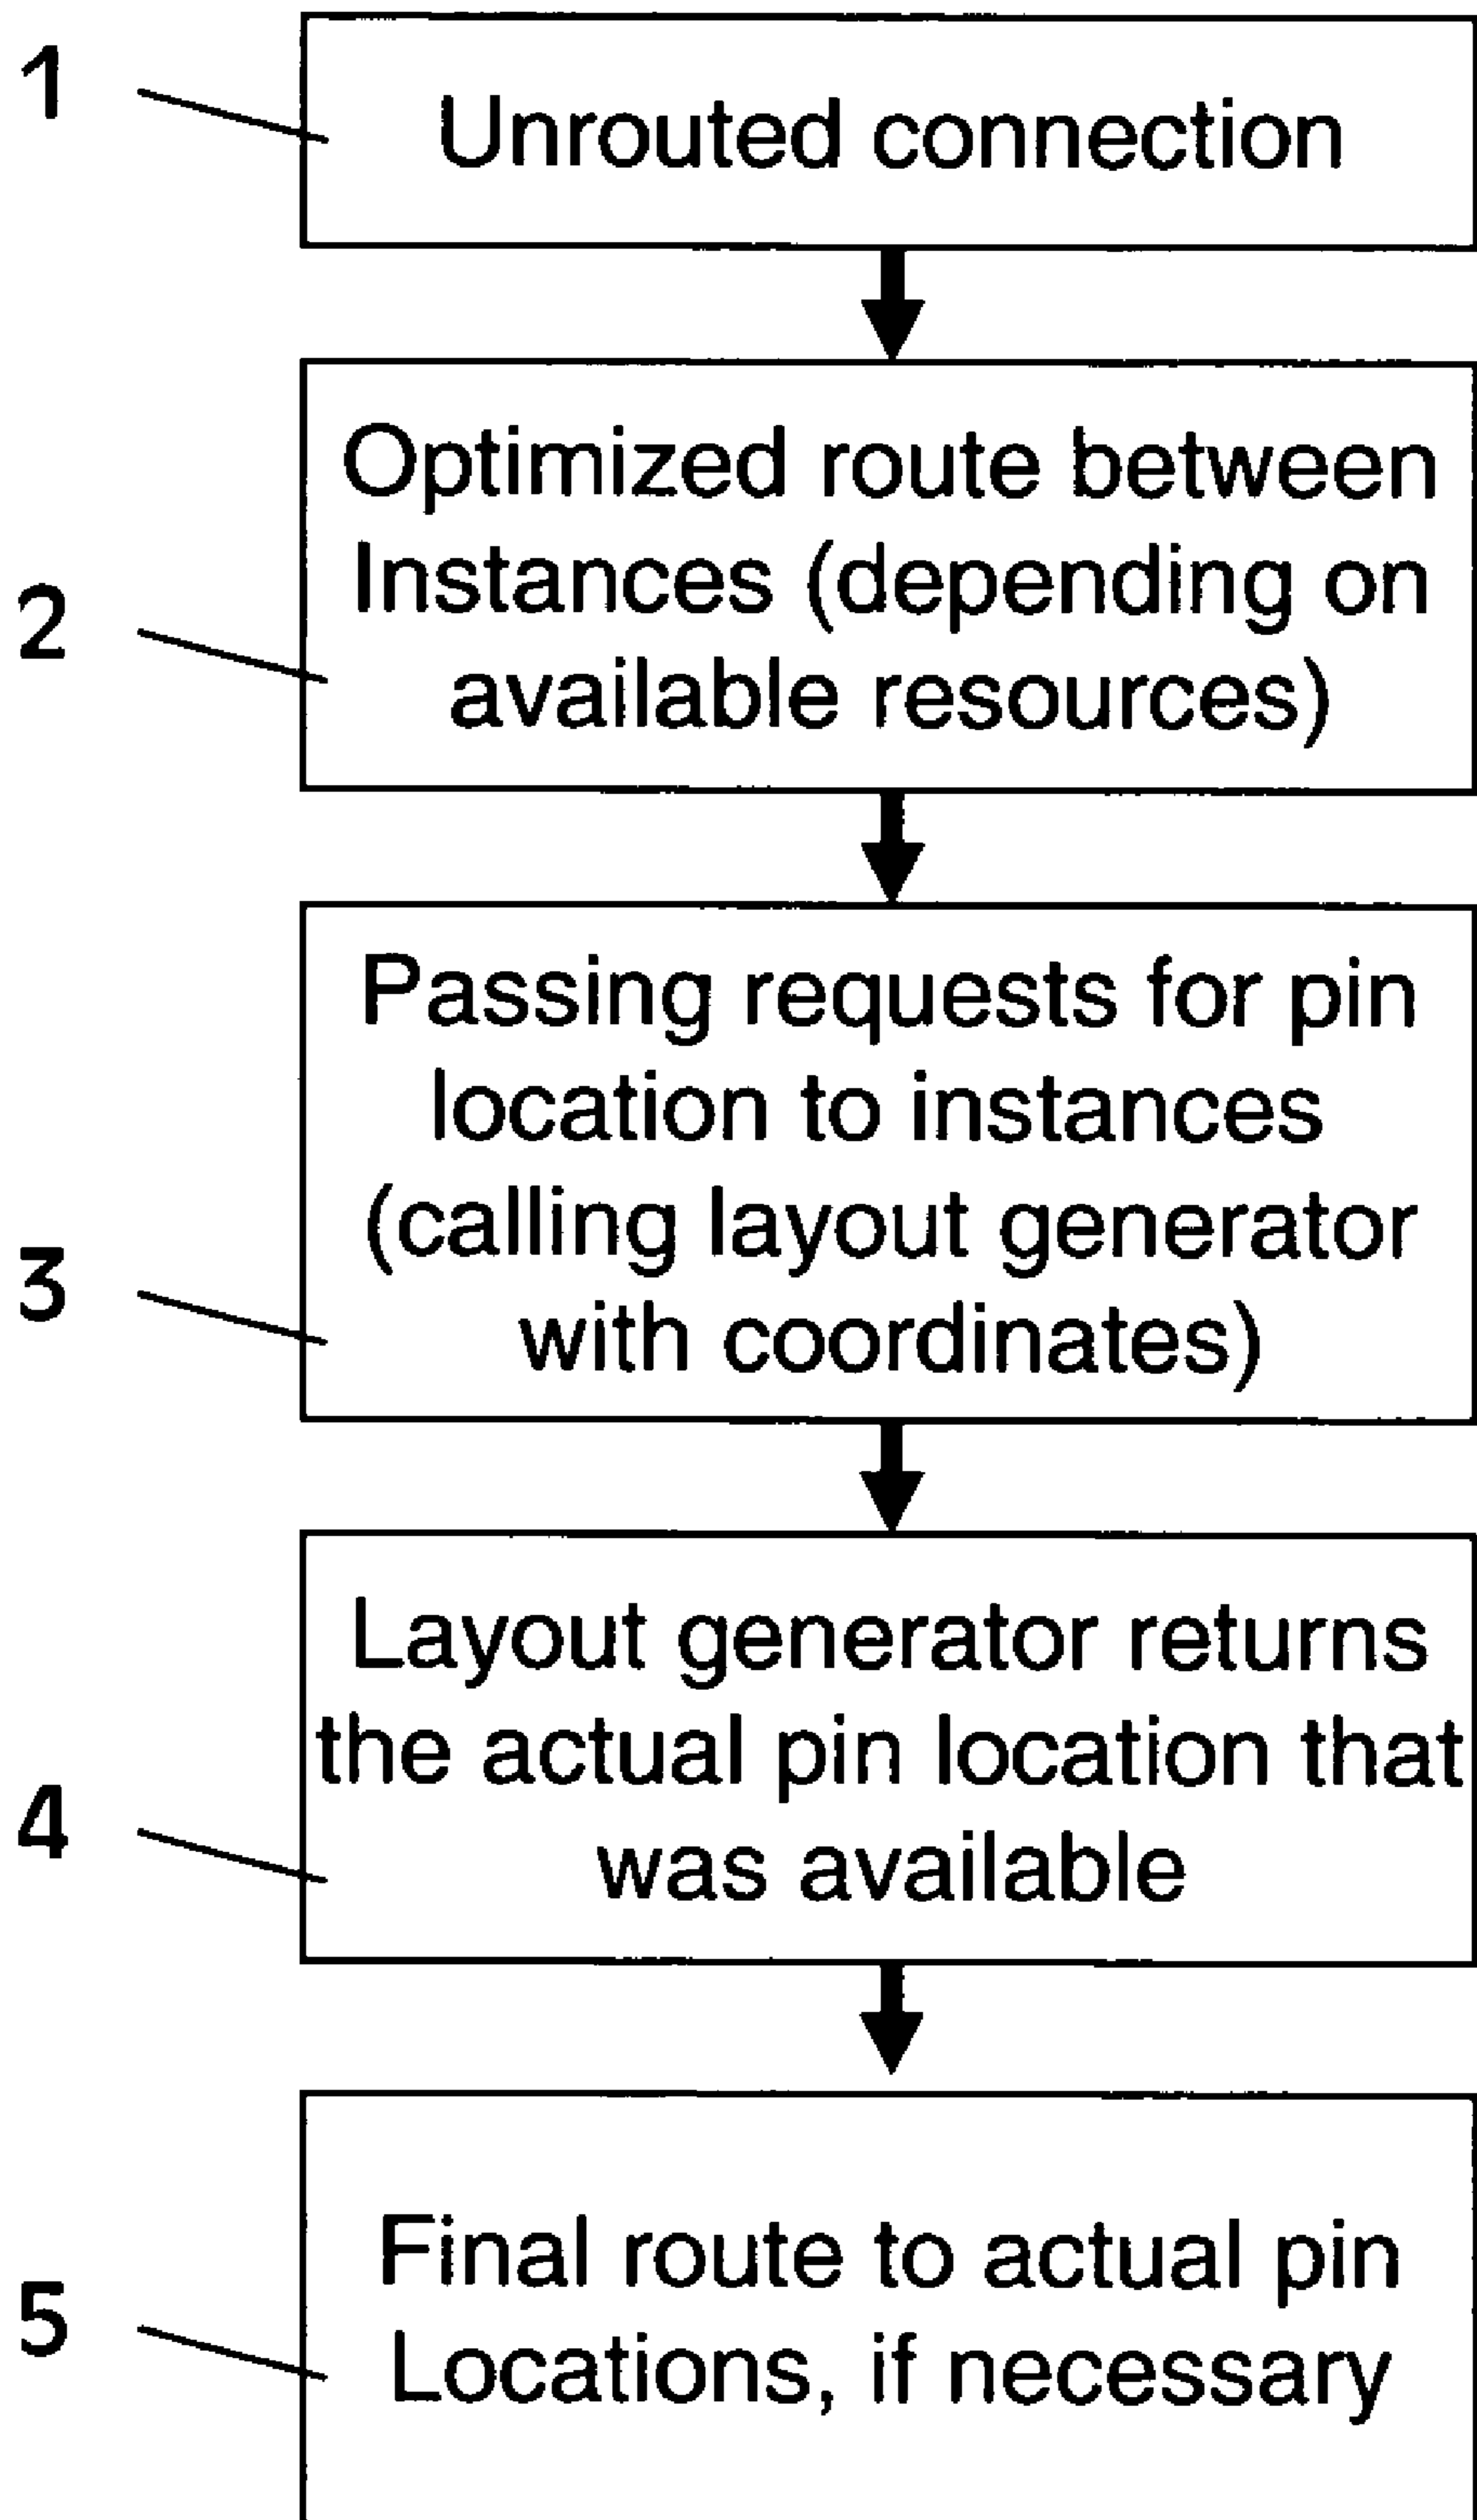 1
Unrouted connection
Optimized route between
Instances (depending on
2
available resources)
Passing requests for pin
location to instances
(calling layout generator
3
with coordinates)
Layout generator returns
the actual pin location that
4
was available
Final route to actual pin
5
Locations, if necessary